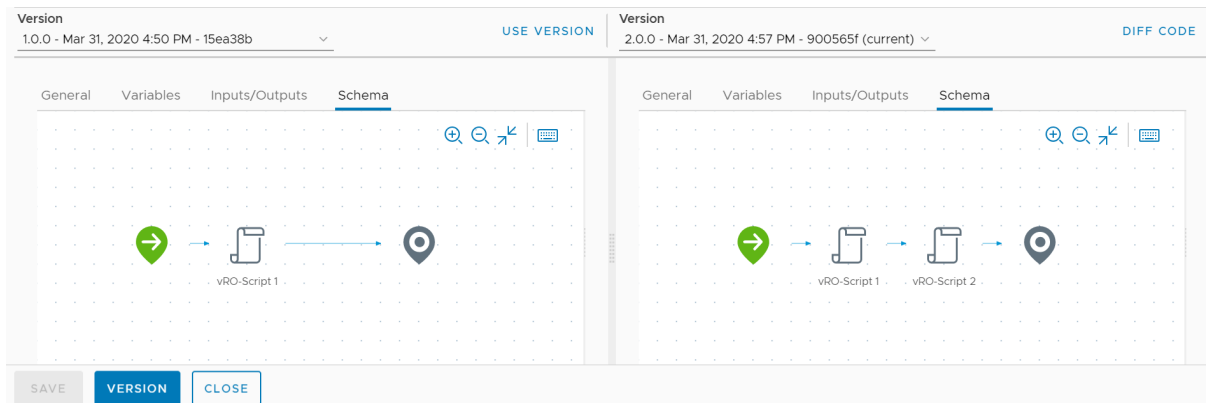 Version
1.0.0 - Mar 31, 2020 4:50 PM - 15ea38b
USE VERSION
Version
2.0.0 - Mar 31, 2020 4:57 PM - 900565f (current)
DIFF CODE
General Variables Inputs/Outputs Schema
vRO-Script 1
General Variables Inputs/Outputs Schema
vRO-Script 1 vRO-Script 2
SAVE VERSION CLOSE